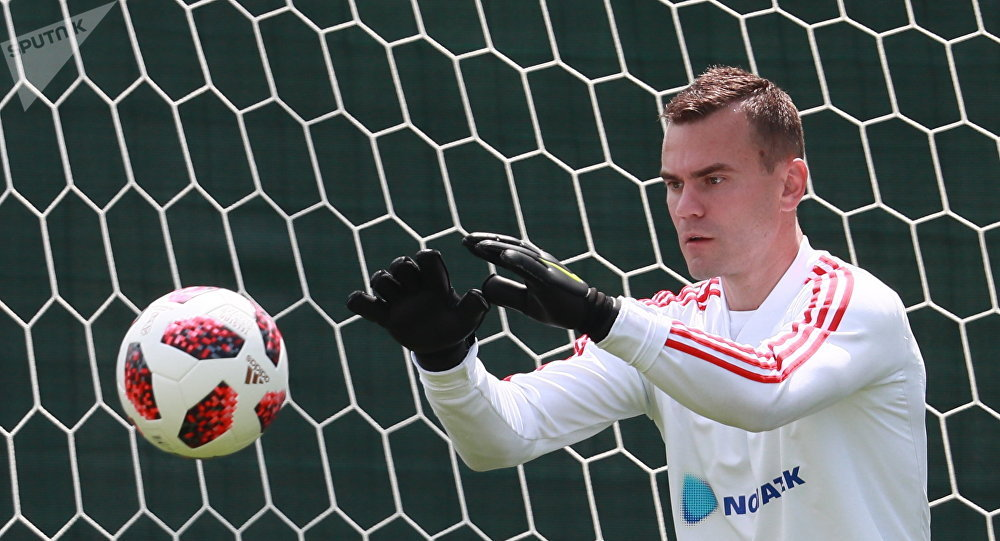 SPUTNIK
adidas
NOVATEK